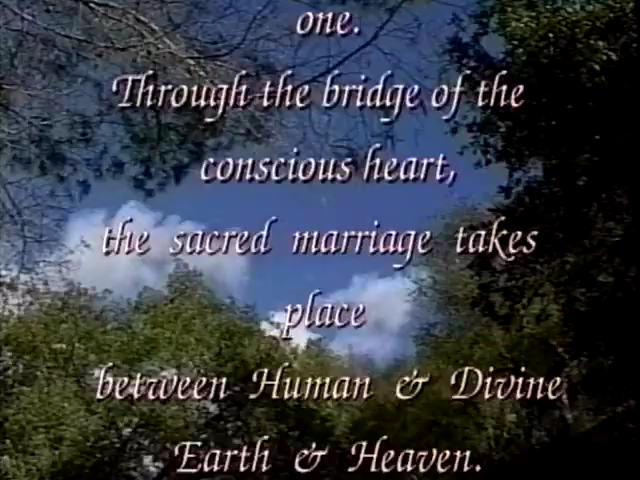 one.
Through the bridge of the
conscious heart,
the sacred marriage takes
place
between Human & Divine
Earth & Heaven.